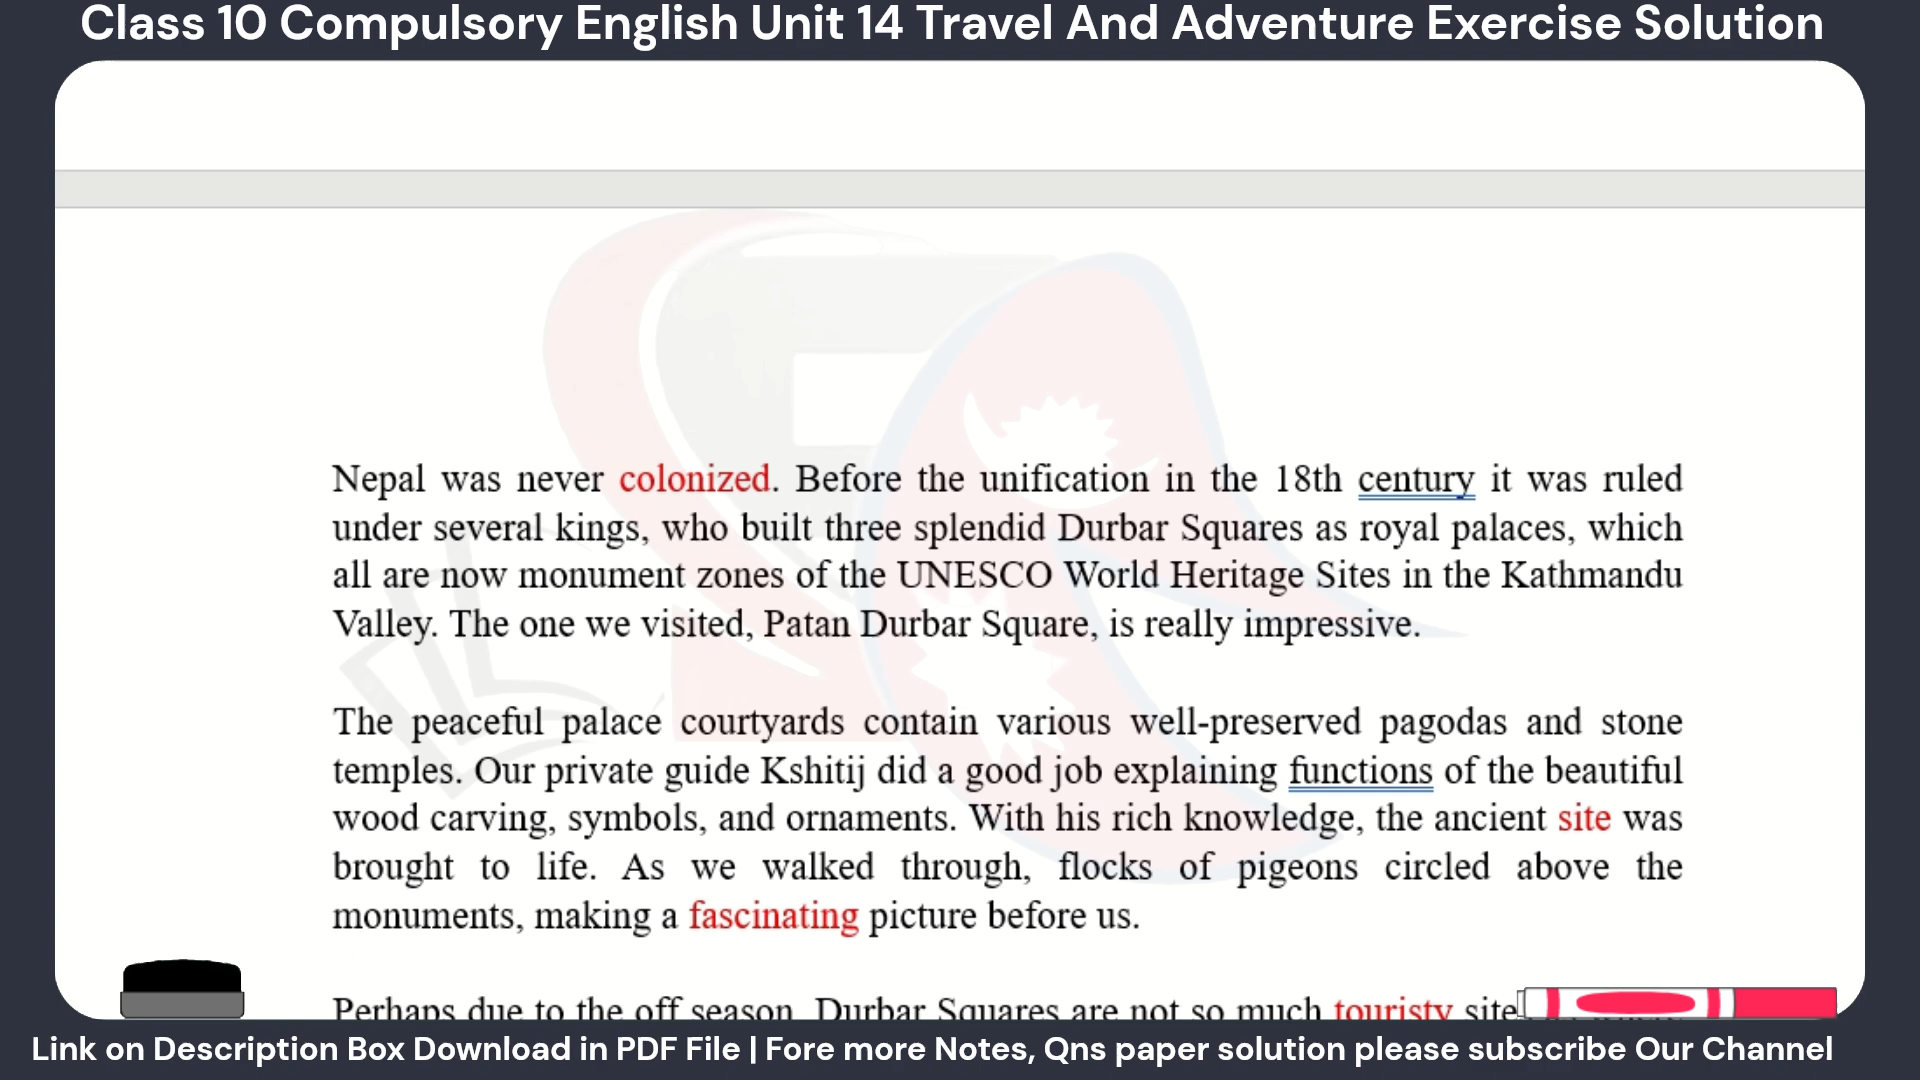 Class 10 Compulsory English Unit 14 Travel And Adventure Exercise Solution
Nepal was never colonized. Before the unification in the 18th century it was ruled
under several kings, who built three splendid Durbar Squares as royal palaces, which
all are now monument zones of the UNESCO World Heritage Sites in the Kathmandu
Valley. The one we visited, Patan Durbar Square, is really impressive.
The peaceful palace courtyards contain various well-preserved pagodas and stone
temples. Our private guide Kshitij did a good job explaining functions of the beautiful
wood carving, symbols, and ornaments. With his rich knowledge, the ancient site was
brought to life. As we walked through, flocks of pigeons circled above the
monuments, making a fascinating picture before us.
Perhaps due to the off season, Durbar Squares are not so much touristy
Link on Description Box Download in PDF File | Fore more Notes, Qns paper solution please subscribe Our Channel